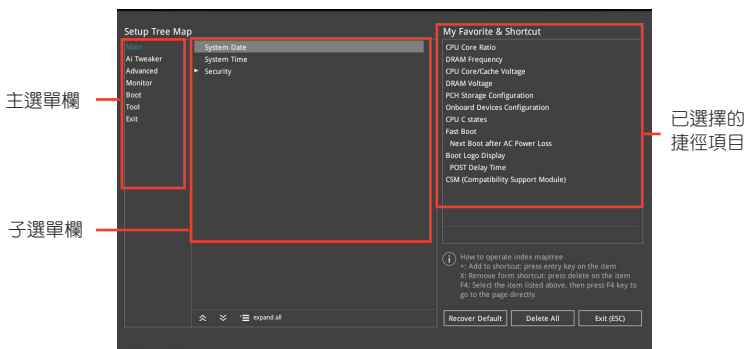 Setup Tree Map
Main
Ai Tweaker
Advanced
Monitor
Boot
Tool
Exit
System Date
System Time
Security
expand all
My Favorite & Shortcut
CPU Core Ratio
DRAM Frequency
CPU Core/Cache Voltage
DRAM Voltage
PCH Storage Configuration
Onboard Devices Configuration
CPU C states
Fast Boot
Next Boot after AC Power Loss
Boot Logo Display
POST Delay Time
CSM (Compatibility Support Module)
How to operate index maptree
+: Add to shortcut: press entry key on the item
X: Remove form shortcut: press delete on the item
F4: Select the item listed above, then press F4 key to
go to the page directly.
Recover Default
Delete All
Exit (ESC)
主選單欄
子選單欄
已選擇的
捷徑項目